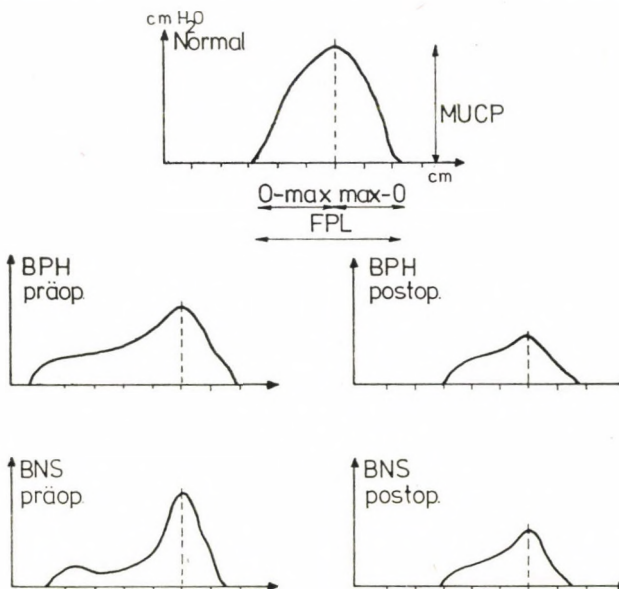 cm H2O
Normal
MUCP
cm
0-max max-0
FPL
BPH
präop.
BPH
postop.
BNS
präop.
BNS
postop.